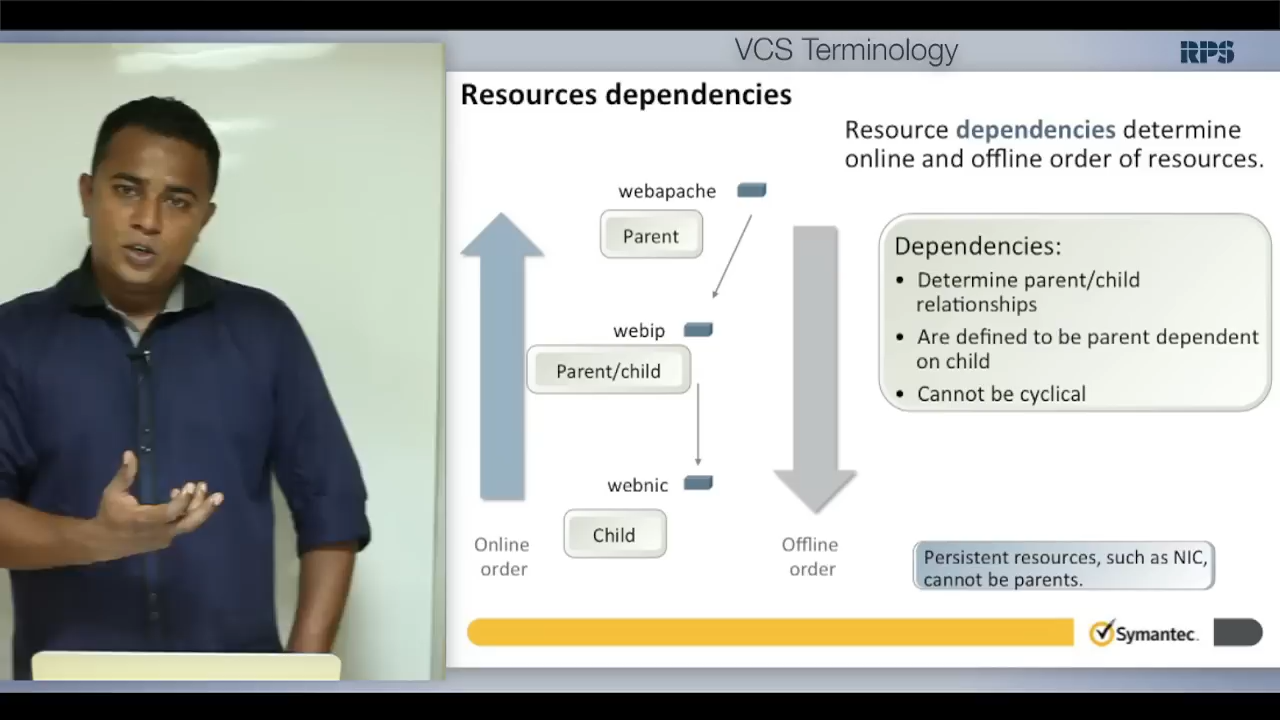 VCS Terminology
RPS
Resources dependencies
Resource dependencies determine
online and offline order of resources.
webapache
Parent
webip
Parent/child
webnic
Child
Online
order
Offline
order
Dependencies:
• Determine parent/child
relationships
• Are defined to be parent dependent
on child
• Cannot be cyclical
Persistent resources, such as NIC,
cannot be parents.
Symantec.